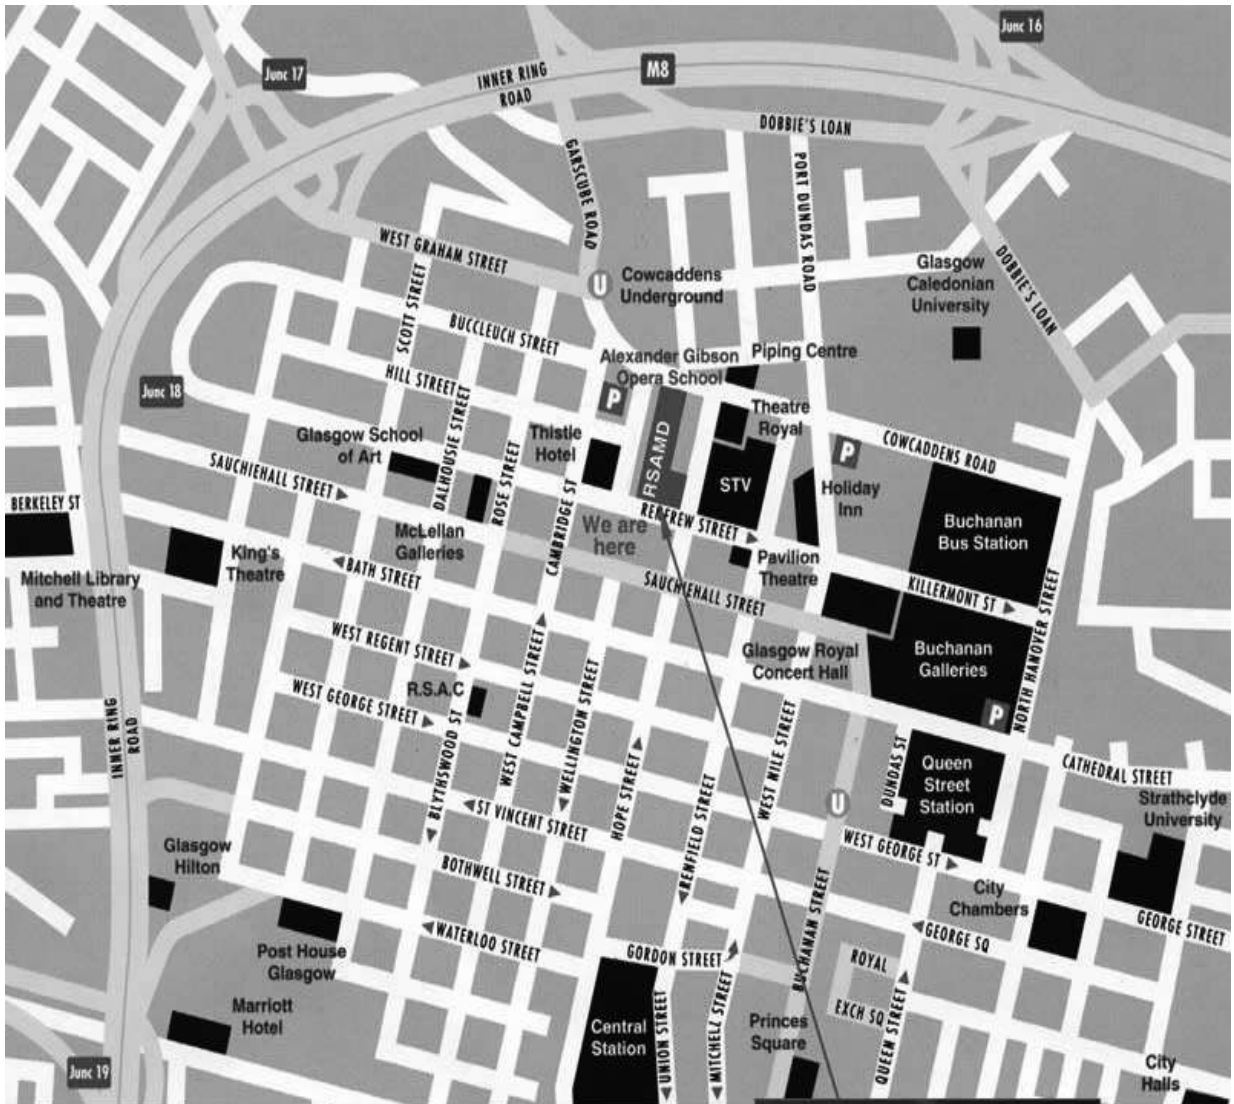 Junc 16
Junc 17
M8
INNER RING
ROAD
DOBBIE'S LOAN
GARSCUBE ROAD
PORT DUNDAS ROAD
WEST GRAHAM STREET
Cowcaddens
Underground
U
Glasgow
Caledonian
University
DOBBIE'S LOAN
SCOTT STREET
BUCCLEUCH STREET
Alexander Gibson
Opera School
Piping Centre
HILL STREET
Junc 18
P
Theatre
Royal
DALHOUSIE STREET
Glasgow School
of Art
Thistle
Hotel
RSAMD
STV
P
COWCADDENS ROAD
ROSE STREET
SAUCHIEHALL STREET
Holiday
Inn
BERKELEY ST
CAMBRIDGE ST
RENFREW STREET
We are
here
Buchanan
Bus Station
McLellan
Galleries
King's
Theatre
BATH STREET
Pavilion
Theatre
Mitchell Library
and Theatre
SAUCHIEHALL STREET
KILLERMONT ST
NORTH HANOVER STREET
WEST REGENT STREET
Glasgow Royal
Concert Hall
Buchanan
Galleries
R.S.A.C
WEST GEORGE STREET
WEST CAMPBELL STREET
WELLINGTON STREET
P
INNER RING
ROAD
BLYTHSWOOD ST
HOPE STREET
WEST NILE STREET
DUNDAS ST
Queen
Street
Station
CATHEDRAL STREET
Strathclyde
University
U
ST VINCENT STREET
RENFIELD STREET
WEST GEORGE ST
Glasgow
Hilton
BOTHWELL STREET
City
Chambers
BUCHANAN STREET
GEORGE STREET
WATERLOO STREET
GEORGE SQ
Post House
Glasgow
GORDON STREET
ROYAL
EXCH SQ
Marriott
Hotel
Central
Station
UNION STREET
MITCHELZ STREET
Princes
Square
QUEEN STREET
Junc 19
City
Halls